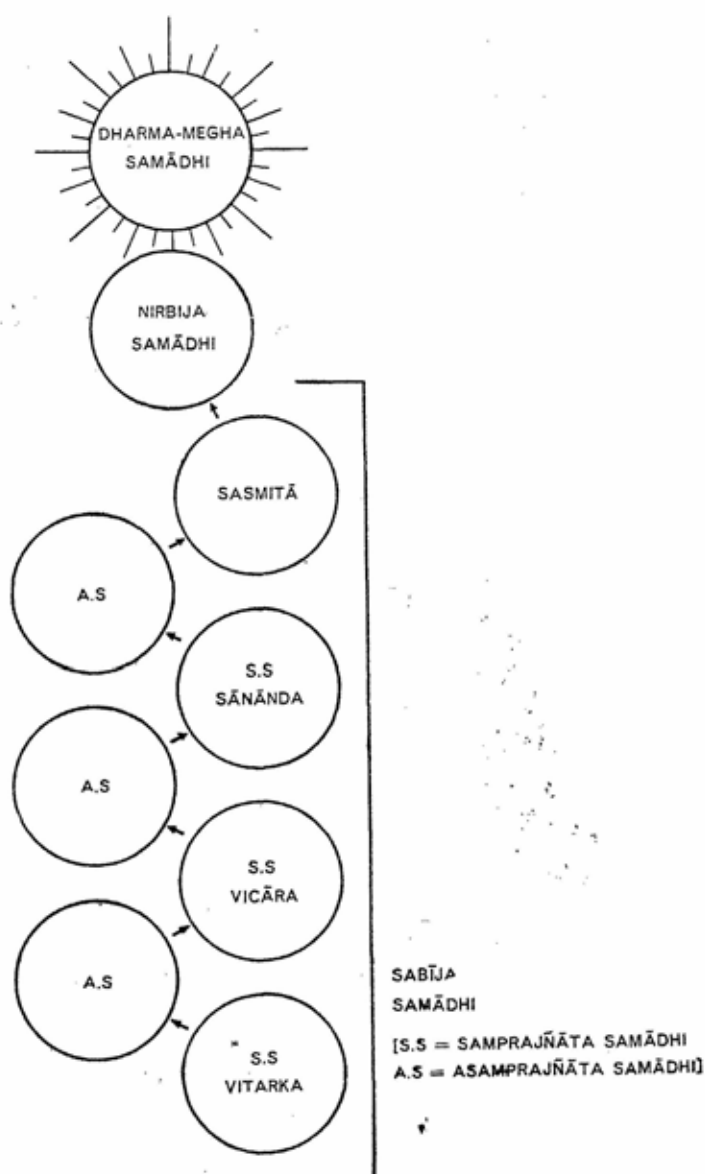 DHARMA-MEGHA
SAMĀDHI
NIRBIJA
SAMĀDHI
SASMITĀ
A.S
S.S
SĀNĀNDA
A.S
S.S
VICĀRA
A.S
SABĪJA
SAMĀDHI
S.S
VITARKA
[S.S = SAMPRAJÑĀTA SAMĀDHI
A.S = ASAMPRAJÑĀTA SAMĀDHI]